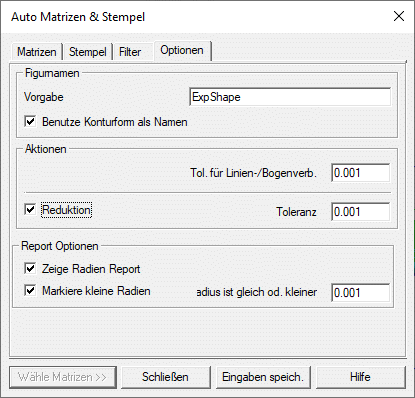 Auto Matrizen & Stempel
Matrizen Stempel Filter Optionen
Figurnamen
Vorgabe ExpShape
Benutze Konturform als Namen
Aktionen
Tol. für Linien-/Bogenverb. 0.001
Reduktion Toleranz 0.001
Report Optionen
Zeige Radien Report
Markiere kleine Radien adius ist gleich od. kleiner 0.001
Wähle Matrizen >> Schließen Eingaben speich. Hilfe